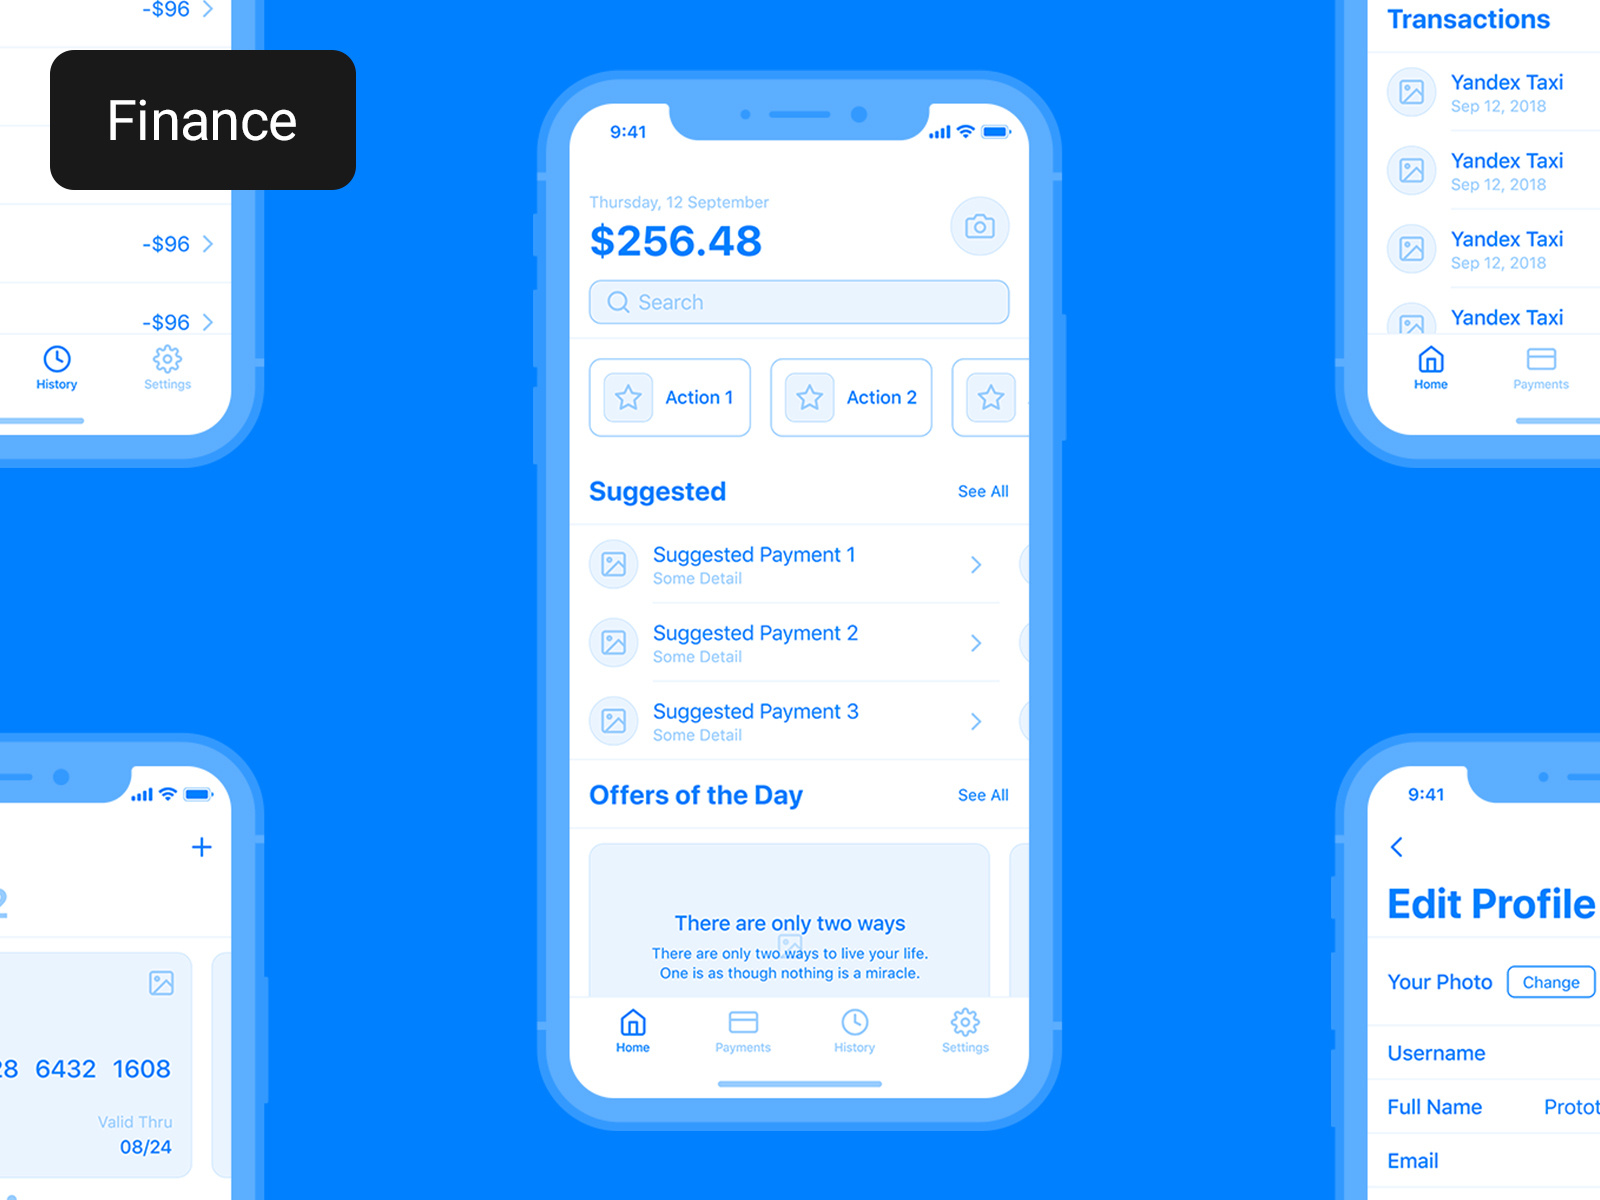 -$96
Finance
-$96
-$96
History
Settings
9:41
Thursday, 12 September
$256.48
Search
Action 1
Action 2
Suggested
See All
Suggested Payment 1
Some Detail
Suggested Payment 2
Some Detail
Suggested Payment 3
Some Detail
Offers of the Day
See All
There are only two ways
There are only two ways to live your life.
One is as though nothing is a miracle.
Home
Payments
History
Settings
Transactions
Yandex Taxi
Sep 12, 2018
Yandex Taxi
Sep 12, 2018
Yandex Taxi
Sep 12, 2018
Yandex Taxi
Home
Payments
2
28 6432 1608
Valid Thru
08/24
9:41
Edit Profile
Your Photo
Change
Username
Full Name
Protot
Email